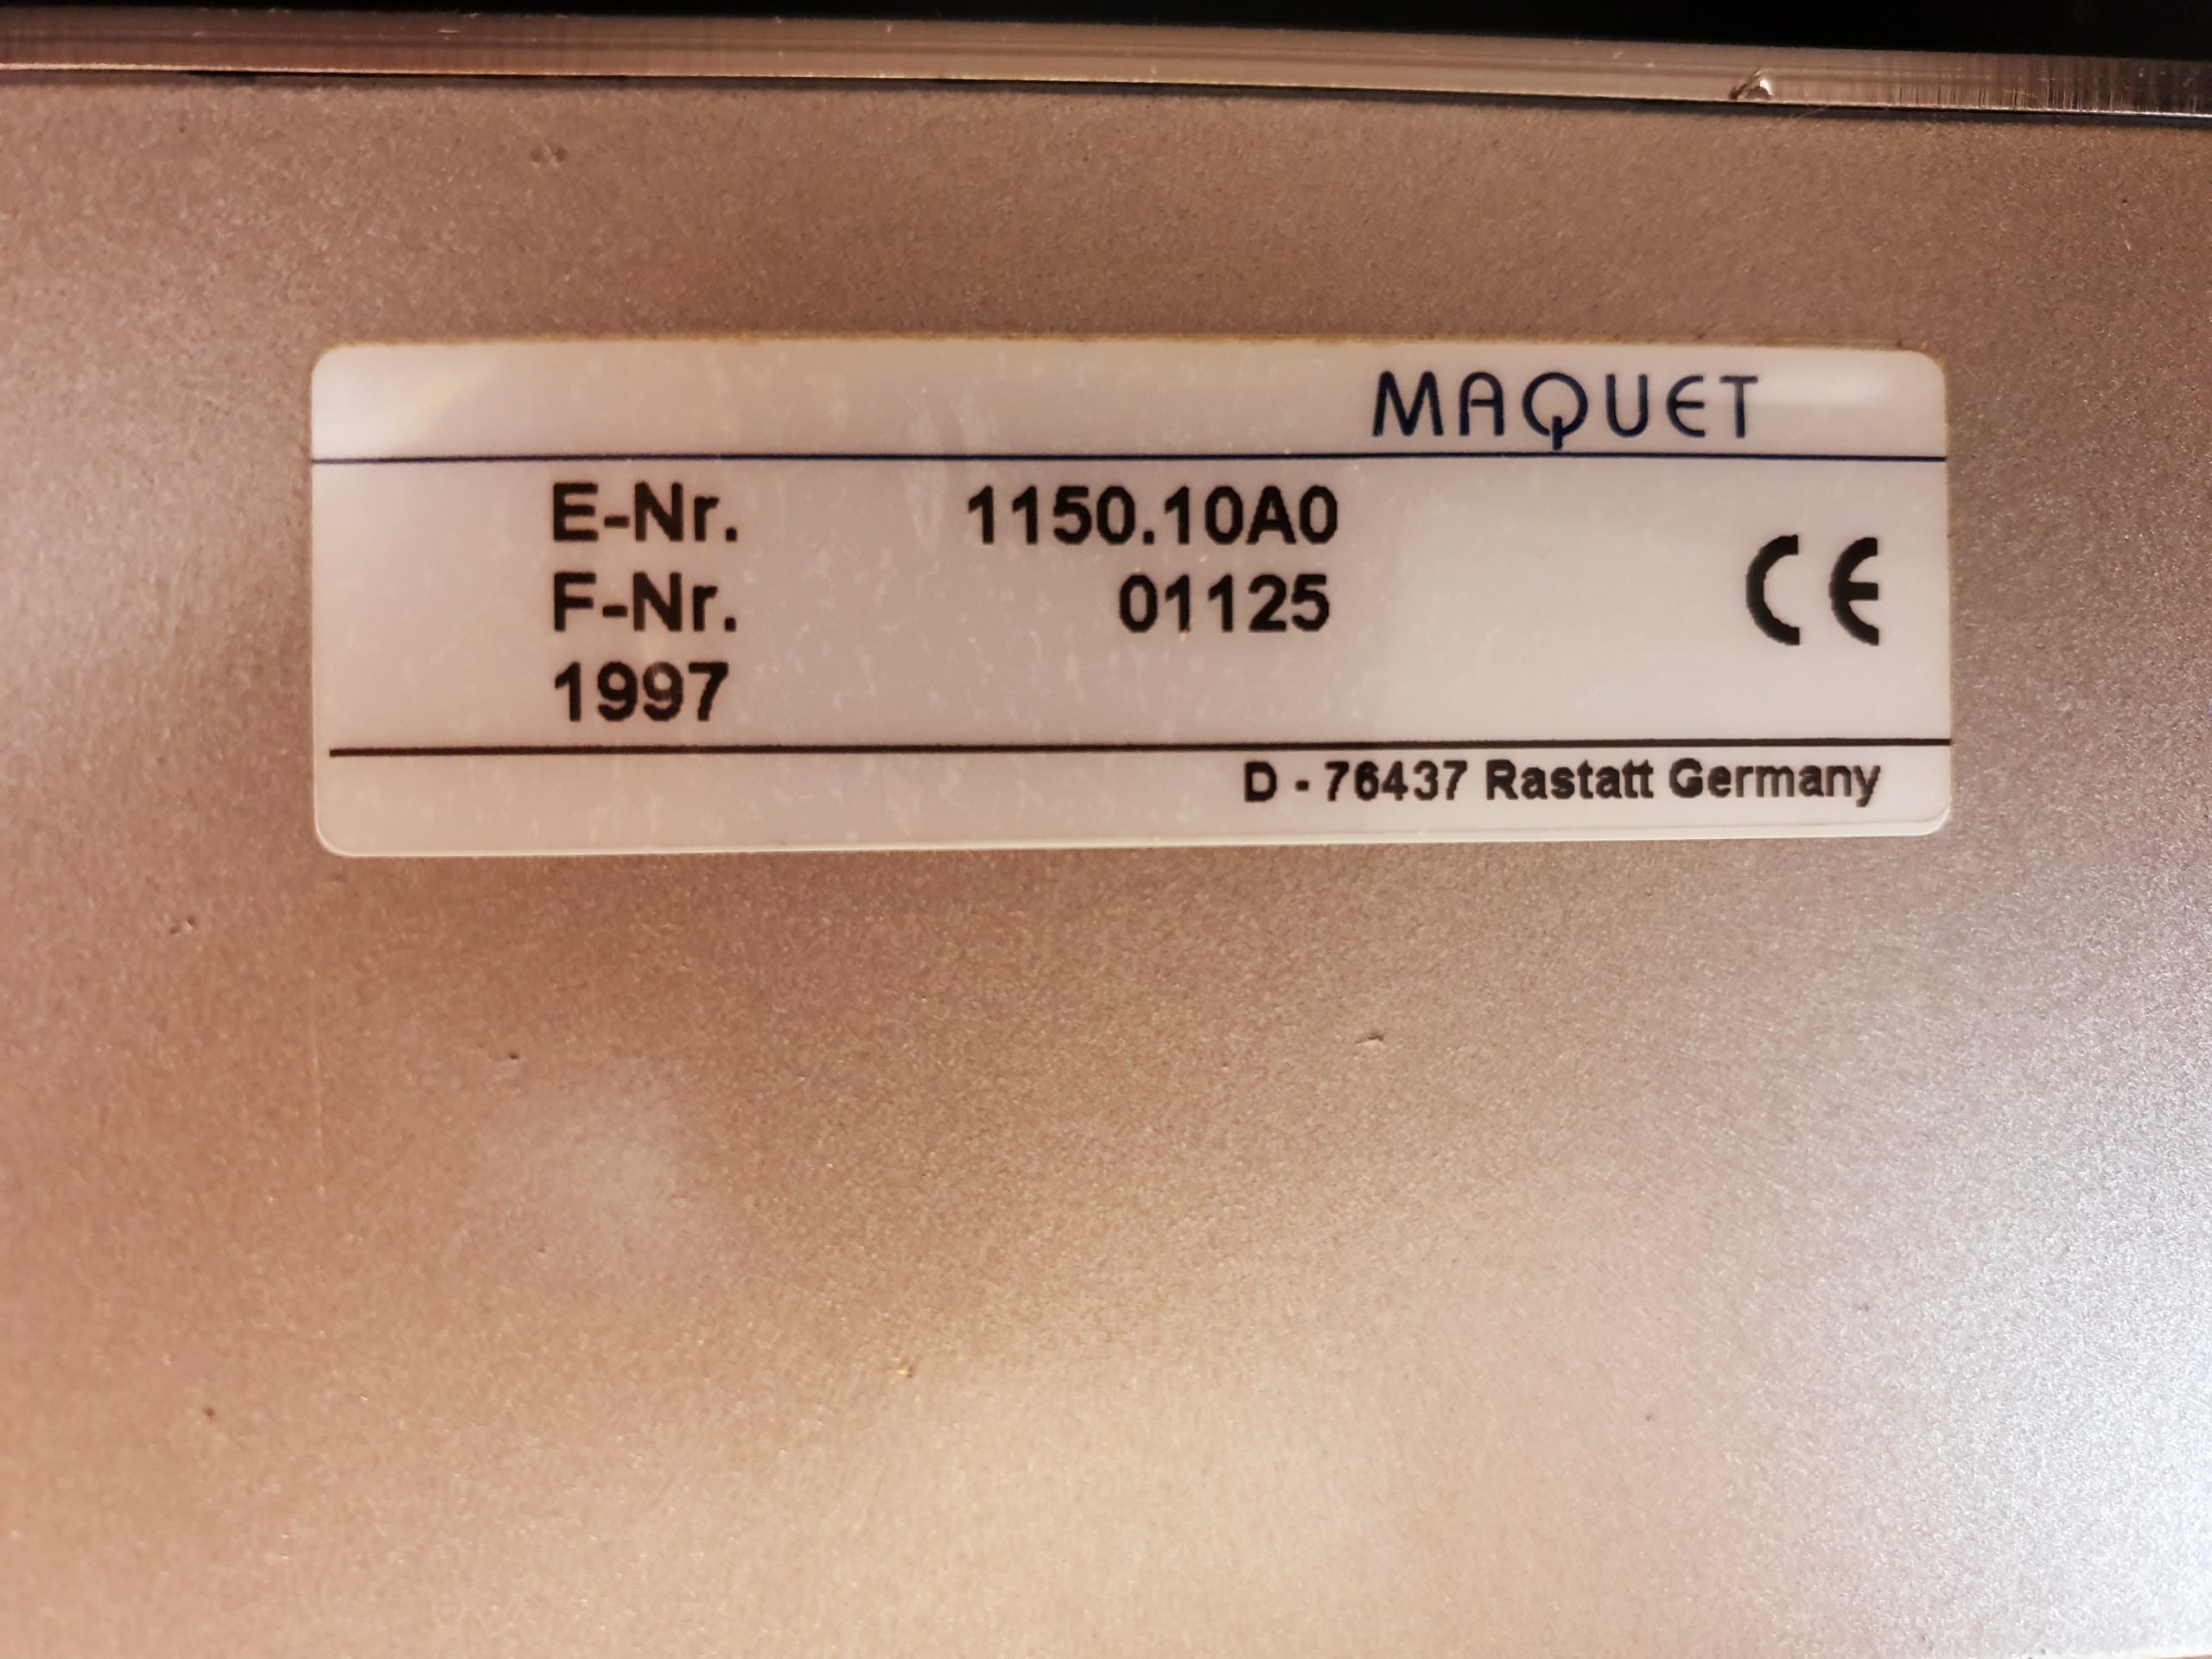 MAQUET
E-Nr. 1150.10A0
F-Nr. 01125
1997
CE
D - 76437 Rastatt Germany